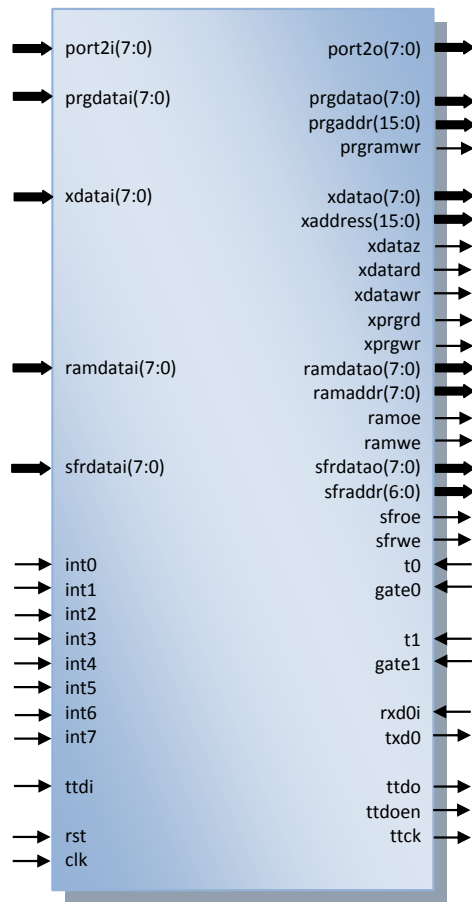 port2i(7:0)
port2o(7:0)
prgdatai(7:0)
prgdatao(7:0)
prgaddr(15:0)
prgramwr
xdatai(7:0)
xdatao(7:0)
xaddress(15:0)
xdataz
xdatard
xdatawr
xprgrd
xprgwr
ramdatai(7:0)
ramdatao(7:0)
ramaddr(7:0)
ramoe
ramwe
sfrdatai(7:0)
sfrdatao(7:0)
sfraddr(6:0)
sfroe
sfrwe
int0
t0
int1
gate0
int2
int3
t1
int4
gate1
int5
int6
rxd0i
int7
txd0
ttdi
ttdo
ttdoen
rst
ttck
clk